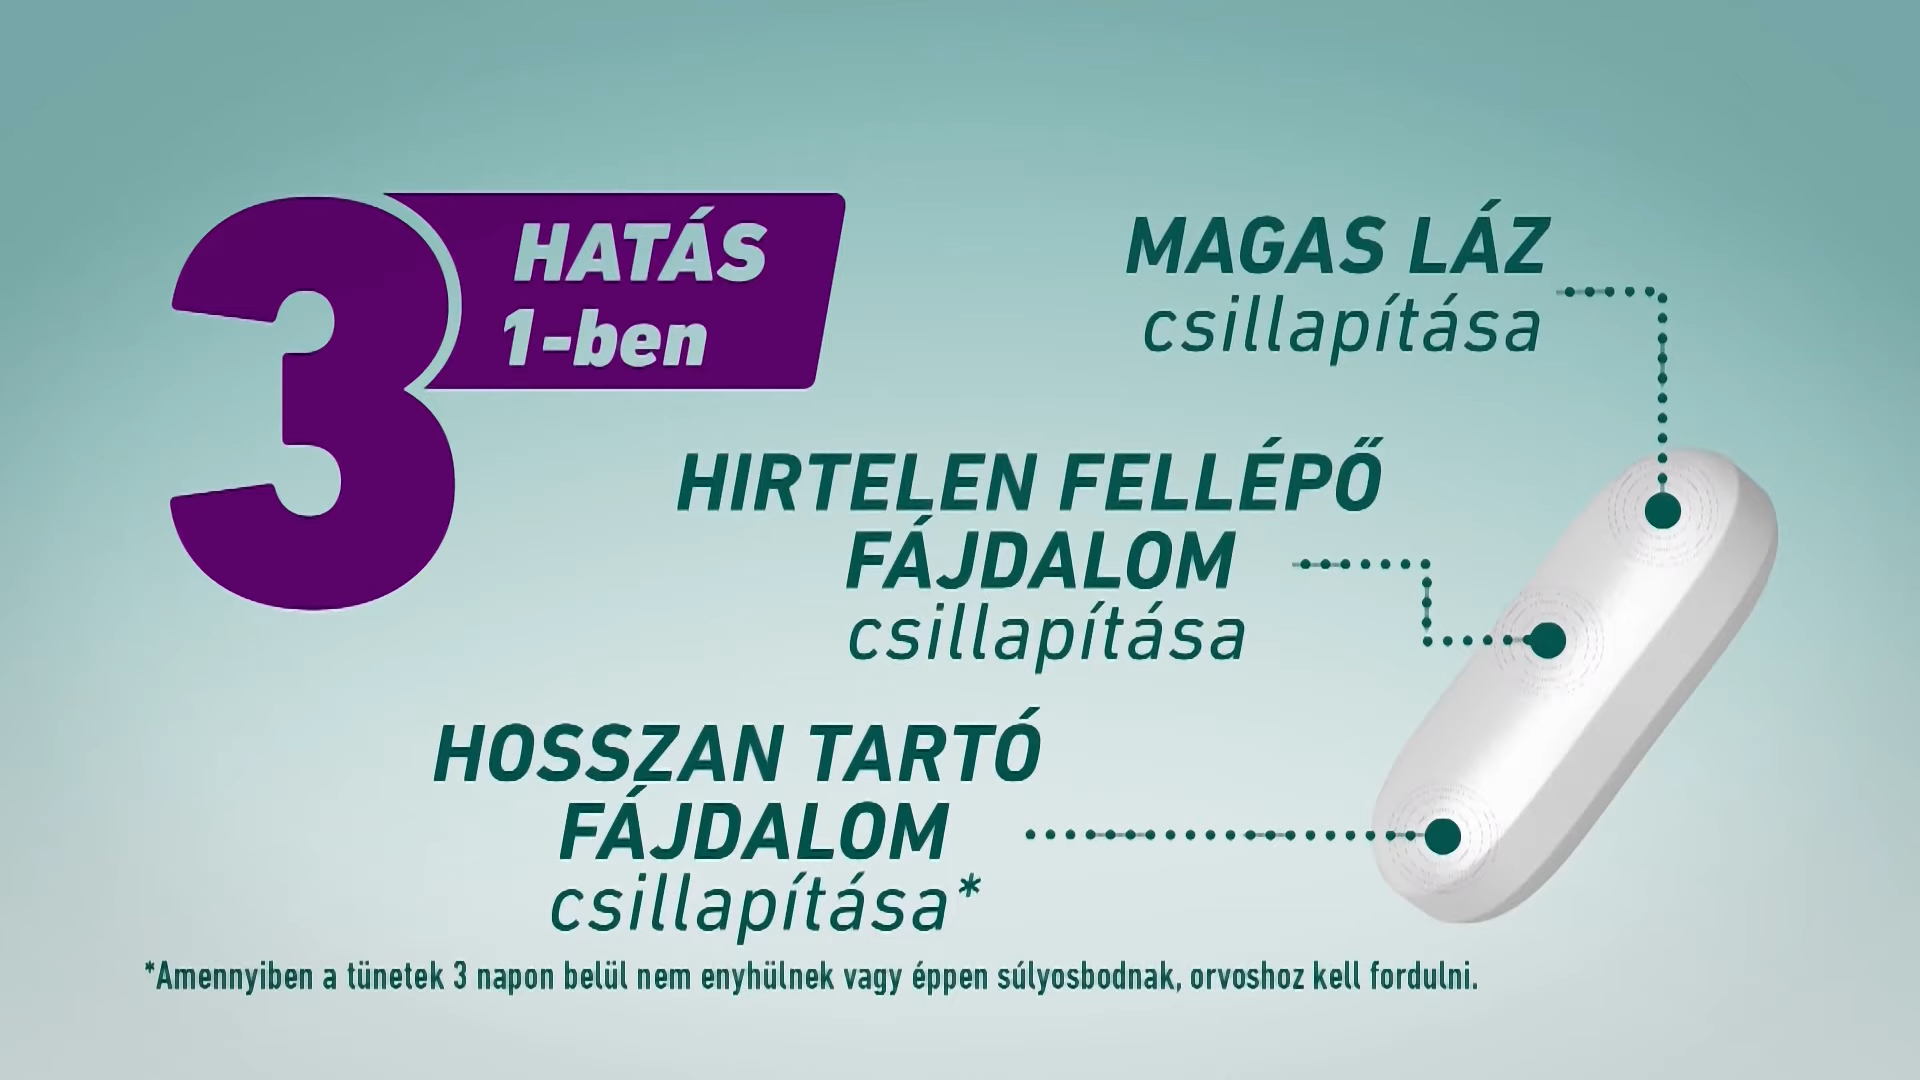 3 HATÁS
1-ben
MAGAS LÁZ
csillapítása
HIRTELEN FELLÉPŐ
FÁJDALOM
csillapítása
HOSSZAN TARTÓ
FÁJDALOM
csillapítása*
*Amennyiben a tünetek 3 napon belül nem enyhülnek vagy éppen súlyosbodnak, orvoshoz kell fordulni.